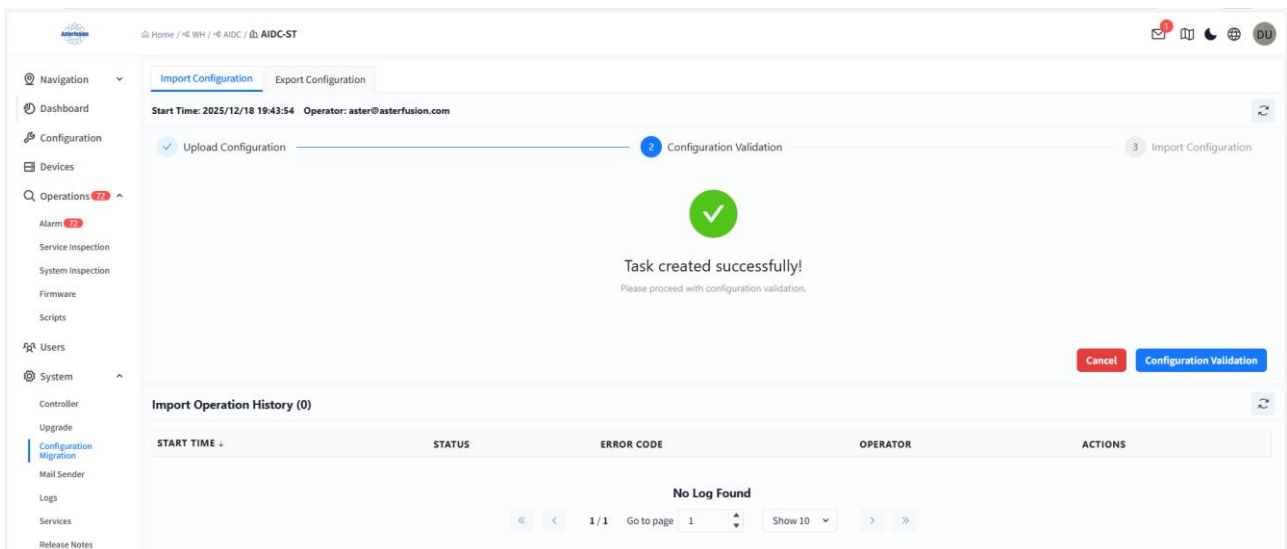 Asterfusion
Home / WH / AIDC / AIDC-ST
1
DU
Navigation
Dashboard
Configuration
Devices
Operations 72
Alarm 72
Service Inspection
System Inspection
Firmware
Scripts
Users
System
Controller
Upgrade
Configuration
Migration
Mail Sender
Logs
Services
Release Notes
Import Configuration Export Configuration
Start Time: 2025/12/18 19:43:54 Operator: aster@asterfusion.com
Upload Configuration 2 Configuration Validation 3 Import Configuration
Task created successfully!
Please proceed with configuration validation.
Cancel Configuration Validation
Import Operation History (0)
START TIME STATUS ERROR CODE OPERATOR ACTIONS
No Log Found
« < 1 / 1 Go to page 1 Show 10 > »